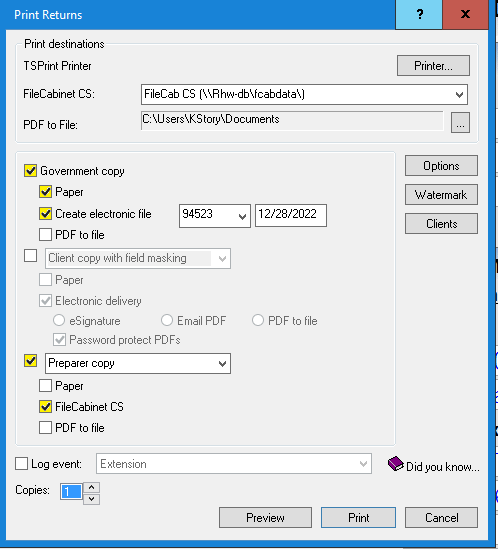 Print Returns
? x
Print destinations
TSPrint Printer
Printer...
FileCabinet CS:
FileCab CS (\\Rhw-db\fcabdata\)
PDF to File:
C:\Users\KStory\Documents
...
Government copy
Options
Paper
Watermark
Create electronic file
94523
12/28/2022
Clients
PDF to file
Client copy with field masking
Paper
Electronic delivery
eSignature
Email PDF
PDF to file
Password protect PDFs
Preparer copy
Paper
FileCabinet CS
PDF to file
Log event:
Extension
Did you know...
Copies:
1
Preview
Print
Cancel